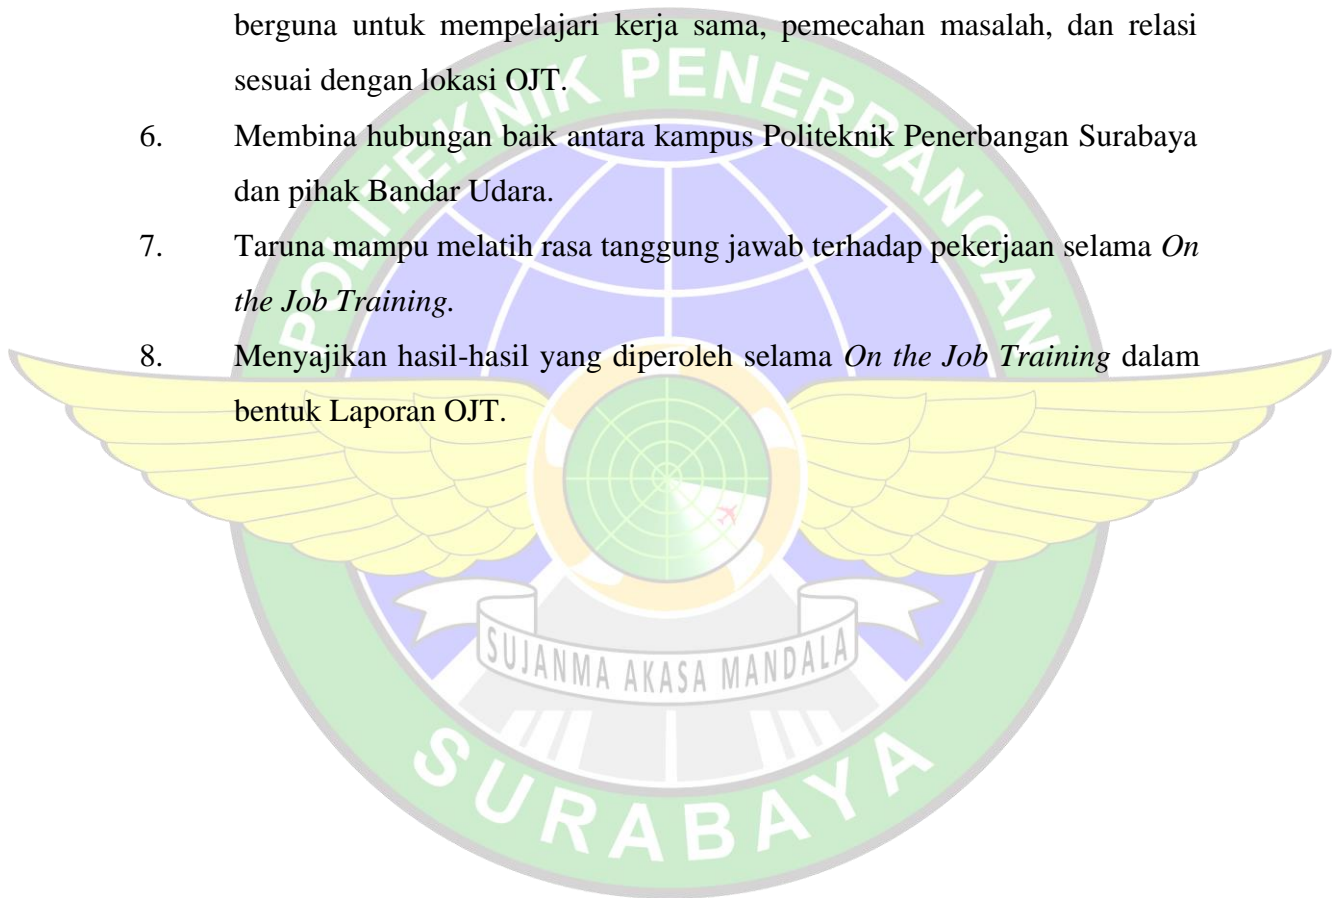 berguna untuk mempelajari kerja sama, pemecahan masalah, dan relasi
sesuai dengan lokasi OJT.
6. Membina hubungan baik antara kampus Politeknik Penerbangan Surabaya
dan pihak Bandar Udara.
7. Taruna mampu melatih rasa tanggung jawab terhadap pekerjaan selama On
the Job Training.
8. Menyajikan hasil-hasil yang diperoleh selama On the Job Training dalam
bentuk Laporan OJT.
POLITEKNIK PENERBANGAN
SUJANMA AKASA MANDALA
SURABAYA